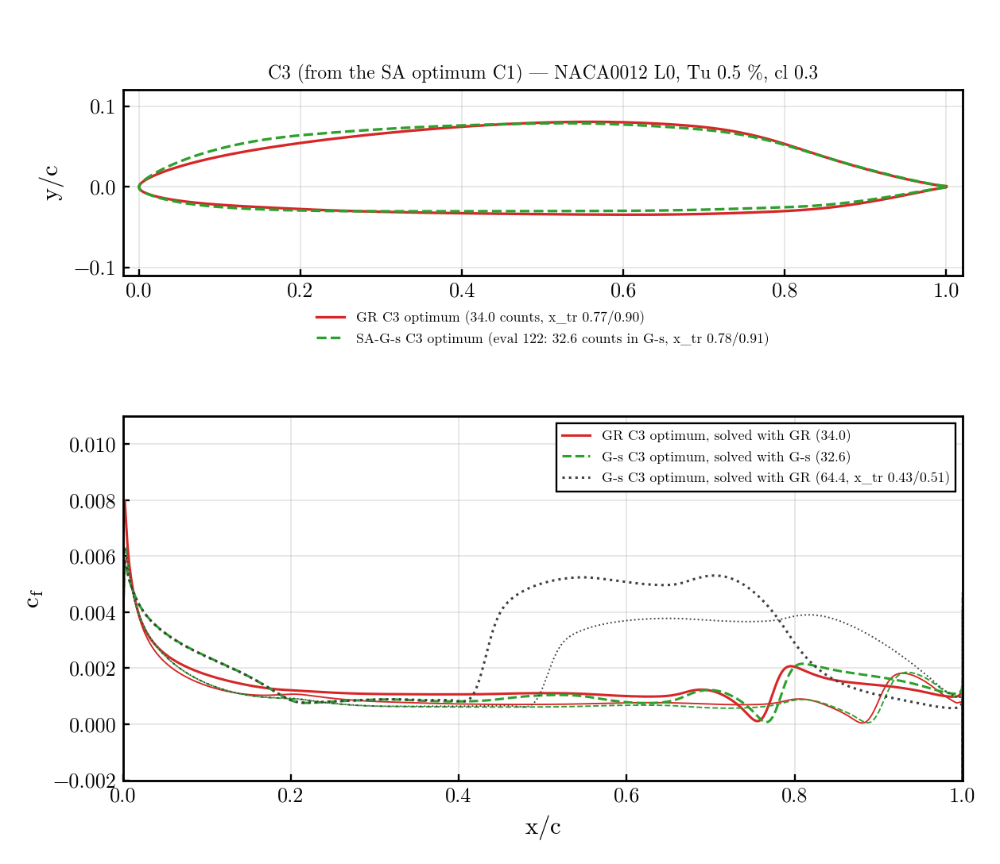 C3 (from the SA optimum C1) — NACA0012 L0, Tu 0.5 %, cl 0.3
0.1
0.0
−0.1
y/c
0.0 0.2 0.4 0.6 0.8 1.0
GR C3 optimum (34.0 counts, x_tr 0.77/0.90)
SA-G-s C3 optimum (eval 122: 32.6 counts in G-s, x_tr 0.78/0.91)
GR C3 optimum, solved with GR (34.0)
G-s C3 optimum, solved with G-s (32.6)
G-s C3 optimum, solved with GR (64.4, x_tr 0.43/0.51)
0.010
0.008
0.006
0.004
0.002
0.000
−0.002
cf
0.0 0.2 0.4 0.6 0.8 1.0
x/c